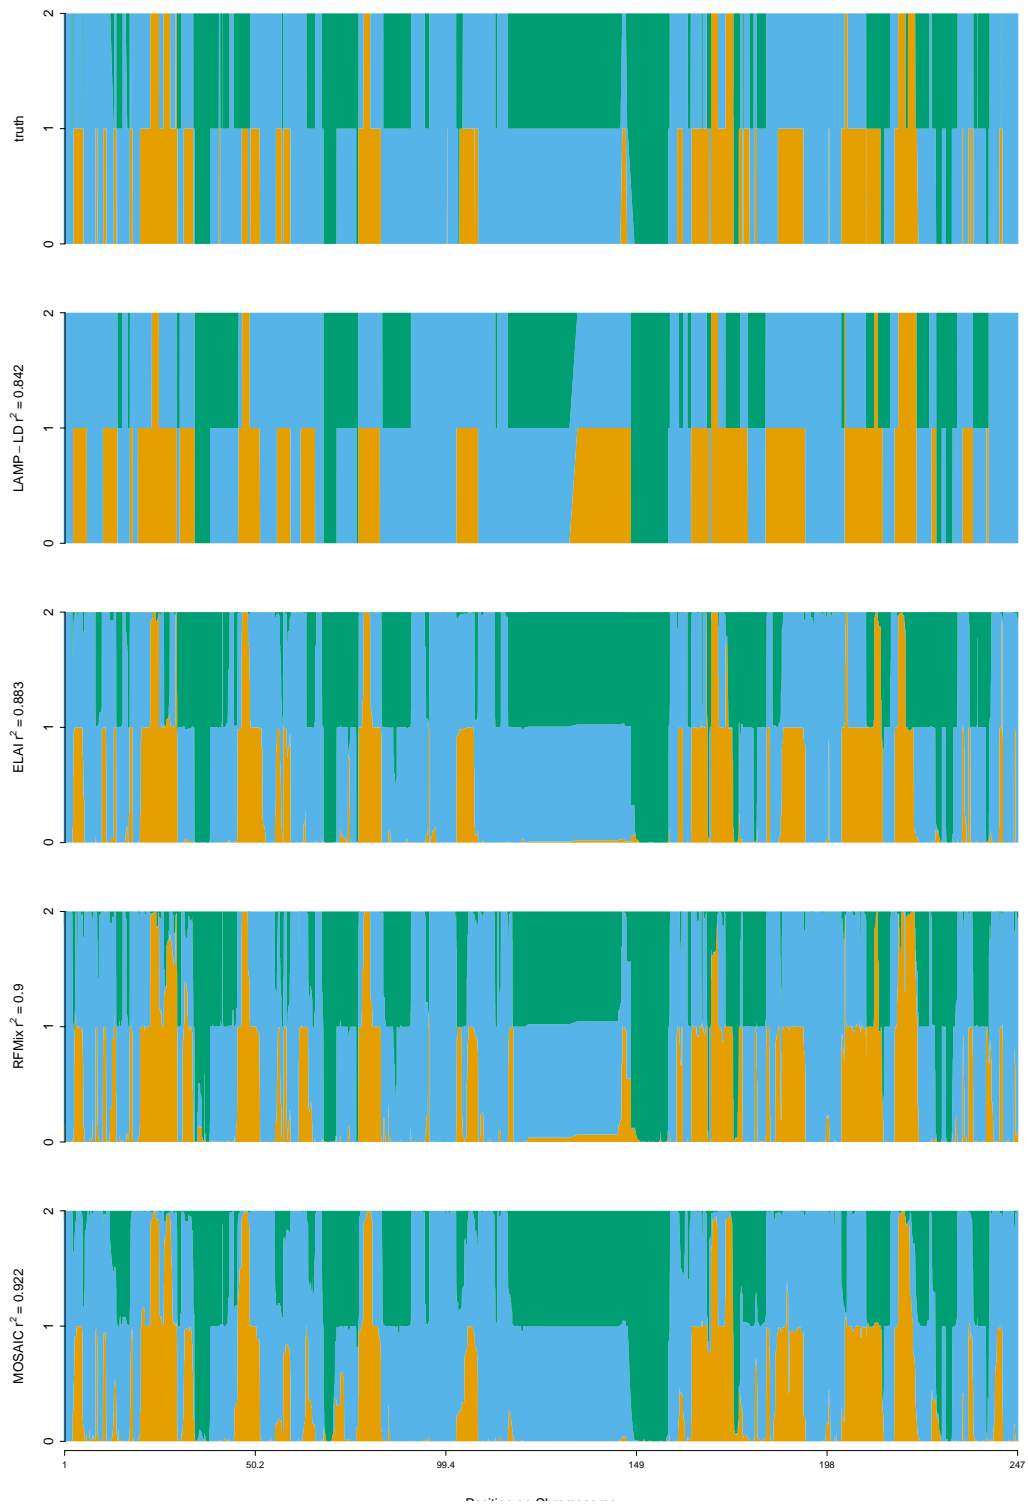 2
1
0
truth
2
1
0
LAMP−LD r² = 0.842
2
1
0
ELAI r² = 0.883
2
1
0
RFMix r² = 0.9
2
1
0
MOSAIC r² = 0.922
1 50.2 99.4 149 198 247